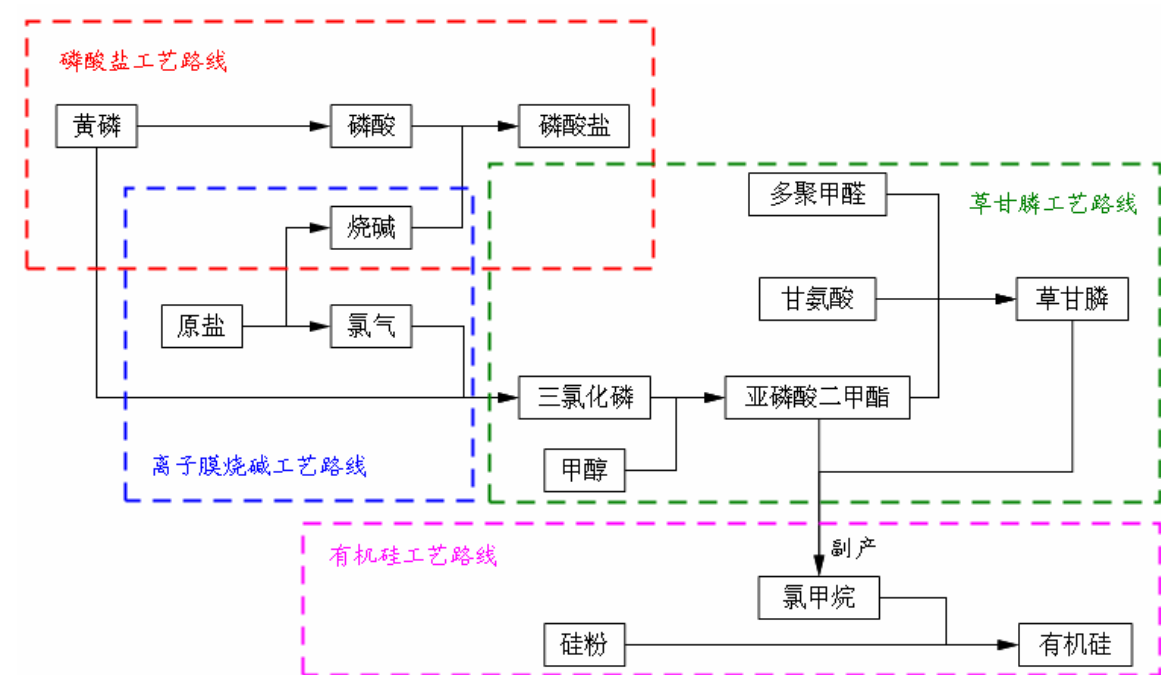 磷酸盐工艺路线
黄磷
磷酸
磷酸盐
多聚甲醛
草甘膦工艺路线
烧碱
甘氨酸
草甘膦
原盐
氯气
三氯化磷
亚磷酸二甲酯
离子膜烧碱工艺路线
甲醇
有机硅工艺路线
副产
氯甲烷
硅粉
有机硅